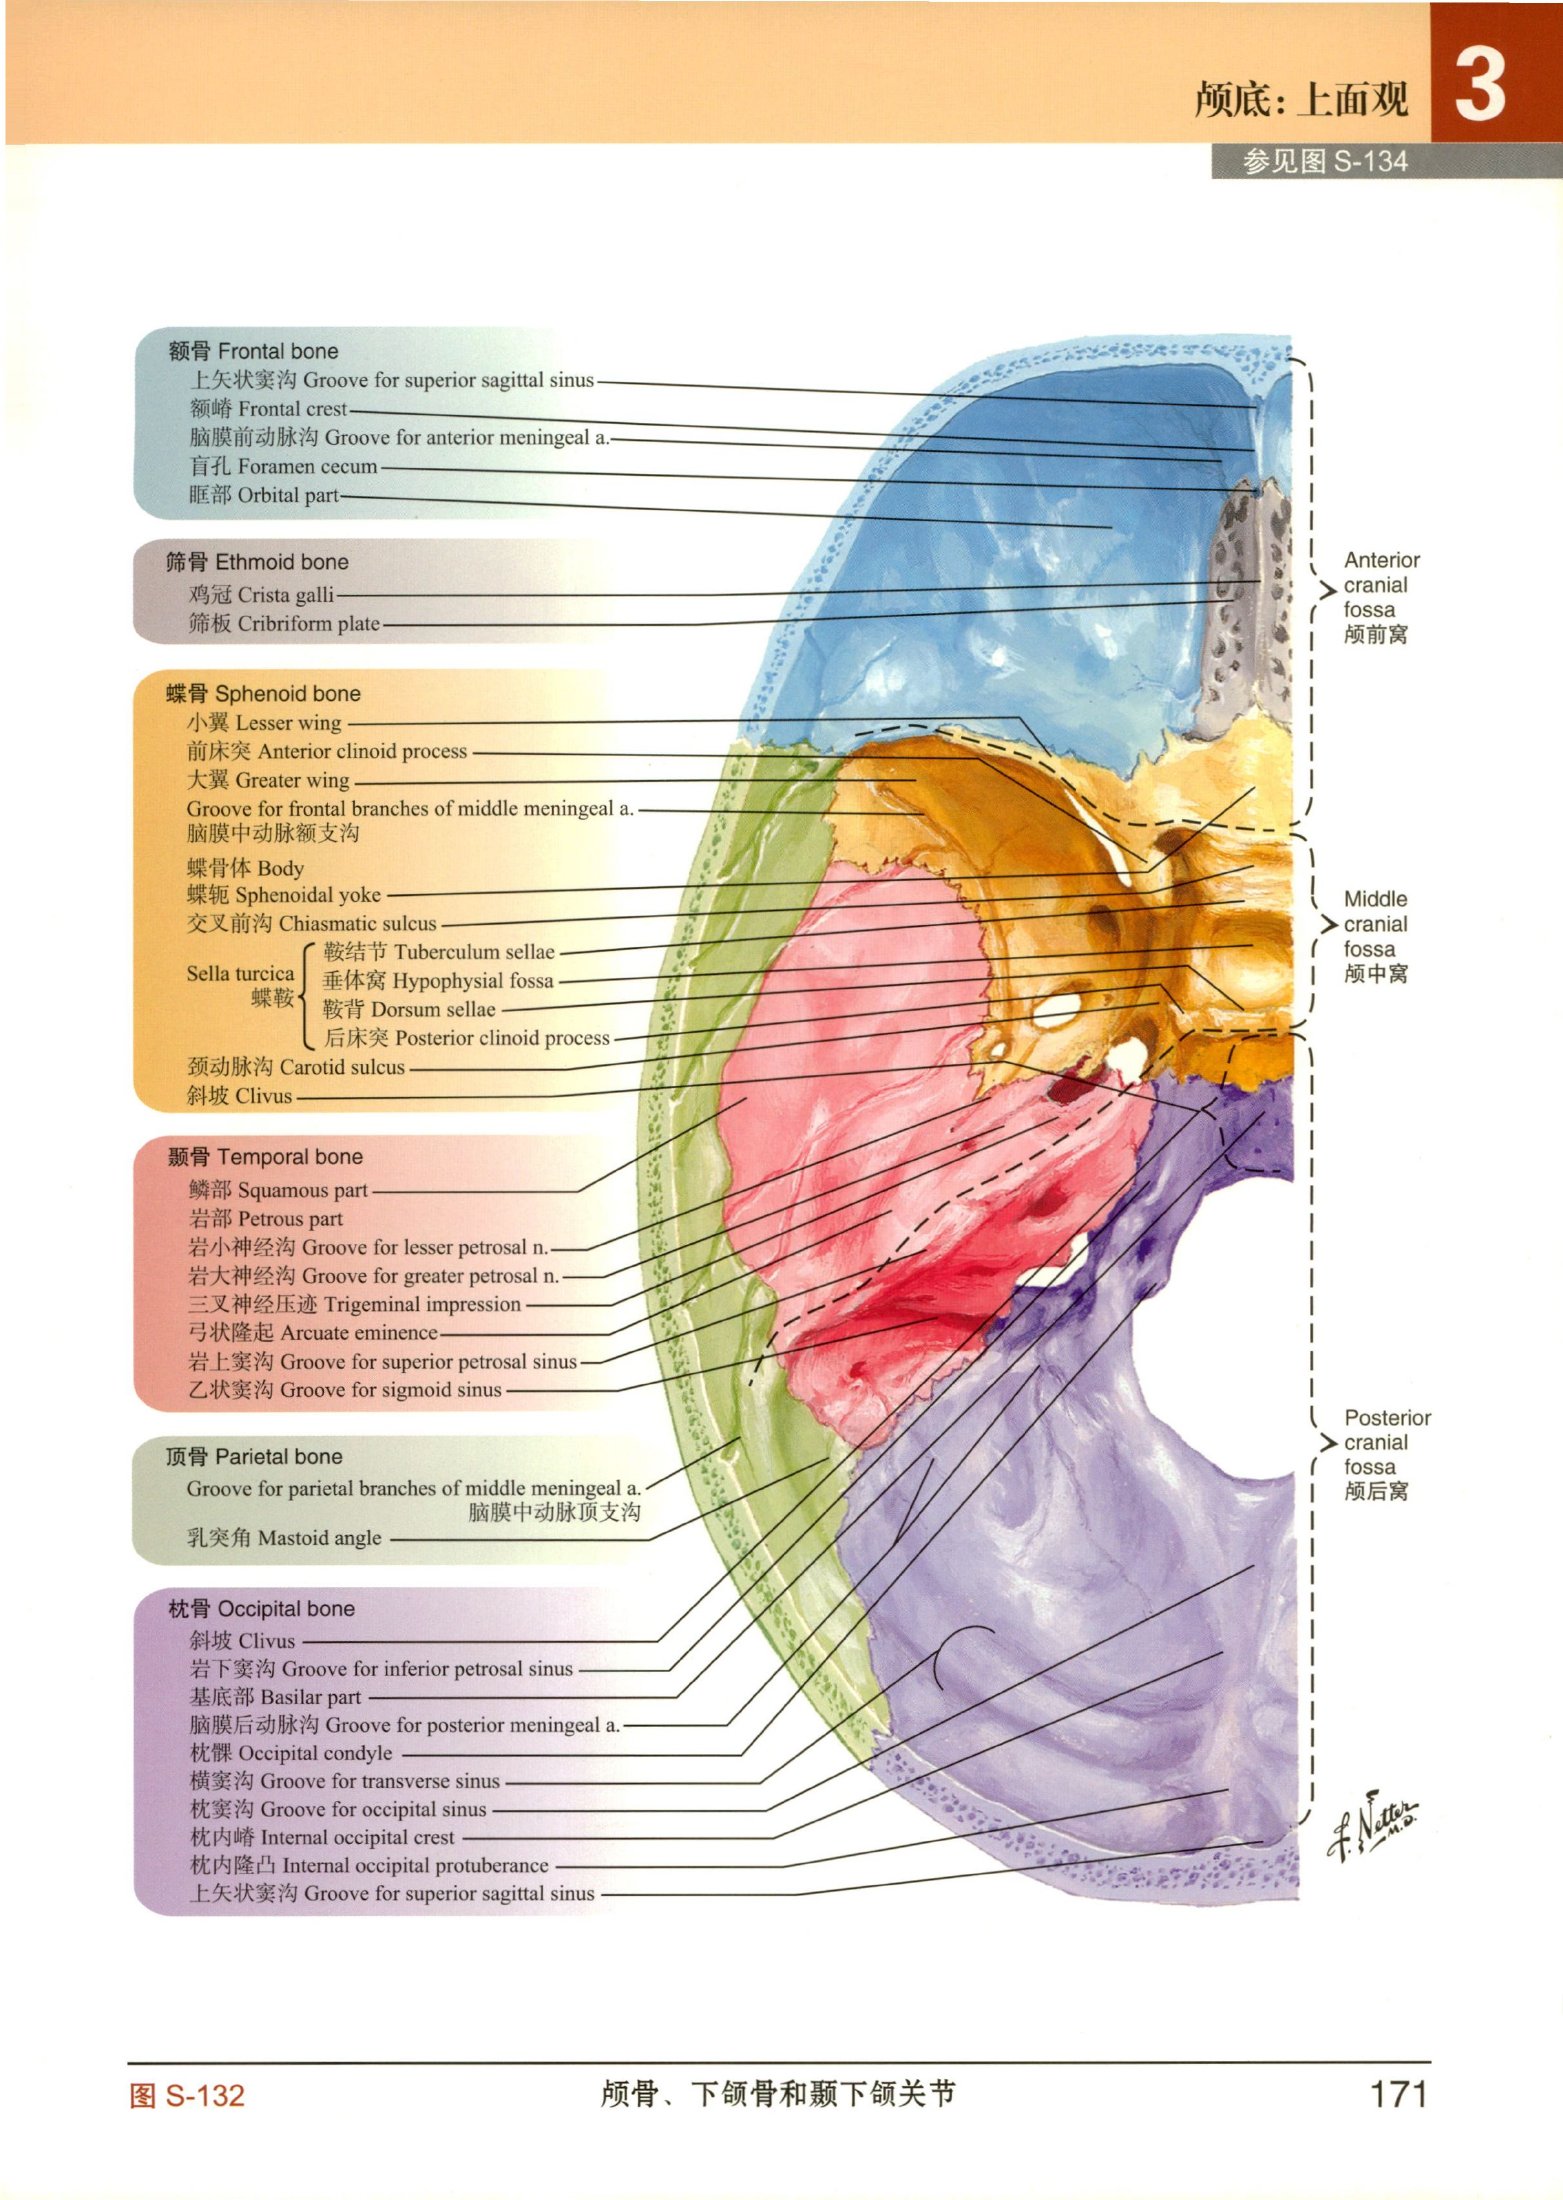 颅底：上面观
3
参见图 S-134
额骨 Frontal bone
上矢状窦沟 Groove for superior sagittal sinus
额嵴 Frontal crest
脑膜前动脉沟 Groove for anterior meningeal a.
盲孔 Foramen cecum
眶部 Orbital part
筛骨 Ethmoid bone
鸡冠 Crista galli
筛板 Cribriform plate
蝶骨 Sphenoid bone
小翼 Lesser wing
前床突 Anterior clinoid process
大翼 Greater wing
Groove for frontal branches of middle meningeal a.
脑膜中动脉额支沟
蝶骨体 Body
蝶轭 Sphenoidal yoke
交叉前沟 Chiasmatic sulcus
Sella turcica
蝶鞍
鞍结节 Tuberculum sellae
垂体窝 Hypophysial fossa
鞍背 Dorsum sellae
后床突 Posterior clinoid process
颈动脉沟 Carotid sulcus
斜坡 Clivus
颞骨 Temporal bone
鳞部 Squamous part
岩部 Petrous part
岩小神经沟 Groove for lesser petrosal n.
岩大神经沟 Groove for greater petrosal n.
三叉神经压迹 Trigeminal impression
弓状隆起 Arcuate eminence
岩上窦沟 Groove for superior petrosal sinus
乙状窦沟 Groove for sigmoid sinus
顶骨 Parietal bone
Groove for parietal branches of middle meningeal a.
脑膜中动脉顶支沟
乳突角 Mastoid angle
枕骨 Occipital bone
斜坡 Clivus
岩下窦沟 Groove for inferior petrosal sinus
基底部 Basilar part
脑膜后动脉沟 Groove for posterior meningeal a.
枕髁 Occipital condyle
横窦沟 Groove for transverse sinus
枕窦沟 Groove for occipital sinus
枕内嵴 Internal occipital crest
枕内隆凸 Internal occipital protuberance
上矢状窦沟 Groove for superior sagittal sinus
Anterior
cranial
fossa
颅前窝
Middle
cranial
fossa
颅中窝
Posterior
cranial
fossa
颅后窝
F. Netter
M.D.
图 S-132
颅骨、下颌骨和颞下颌关节
171